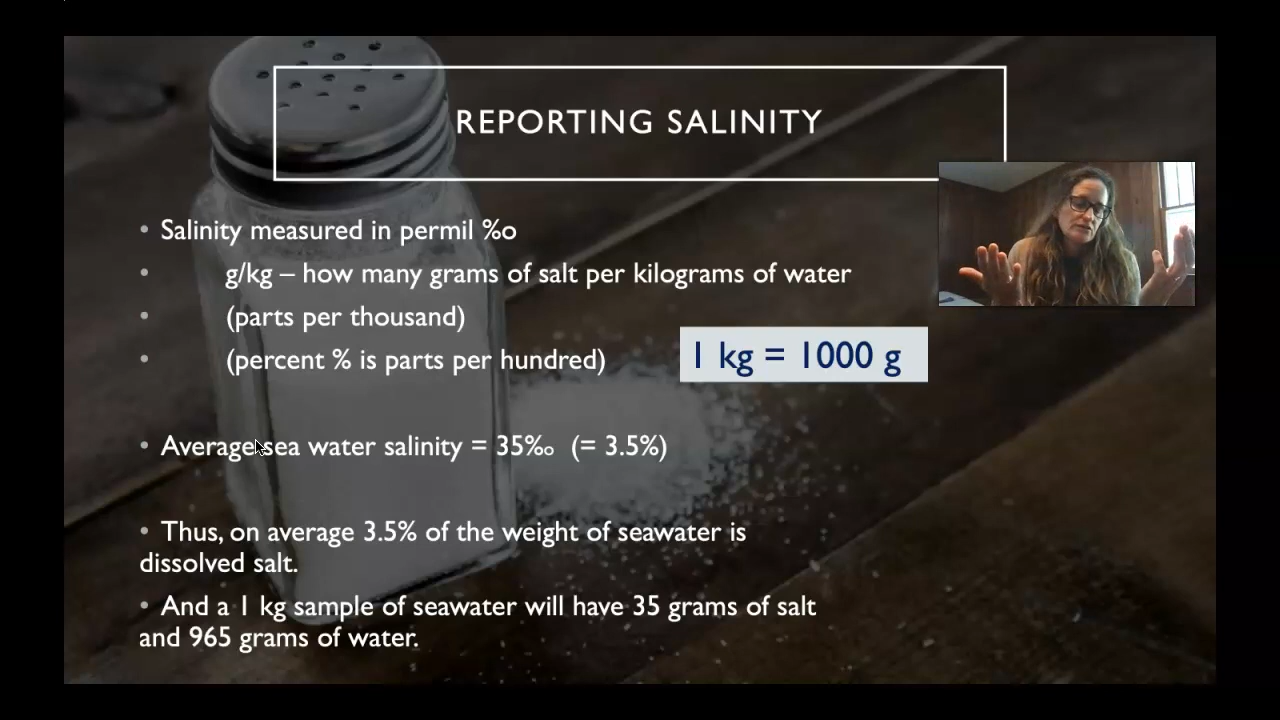 REPORTING SALINITY
• Salinity measured in permil %o
• g/kg – how many grams of salt per kilograms of water
• (parts per thousand)
• (percent % is parts per hundred)
1 kg = 1000 g
• Average sea water salinity = 35‰ (= 3.5%)
• Thus, on average 3.5% of the weight of seawater is
dissolved salt.
• And a 1 kg sample of seawater will have 35 grams of salt
and 965 grams of water.